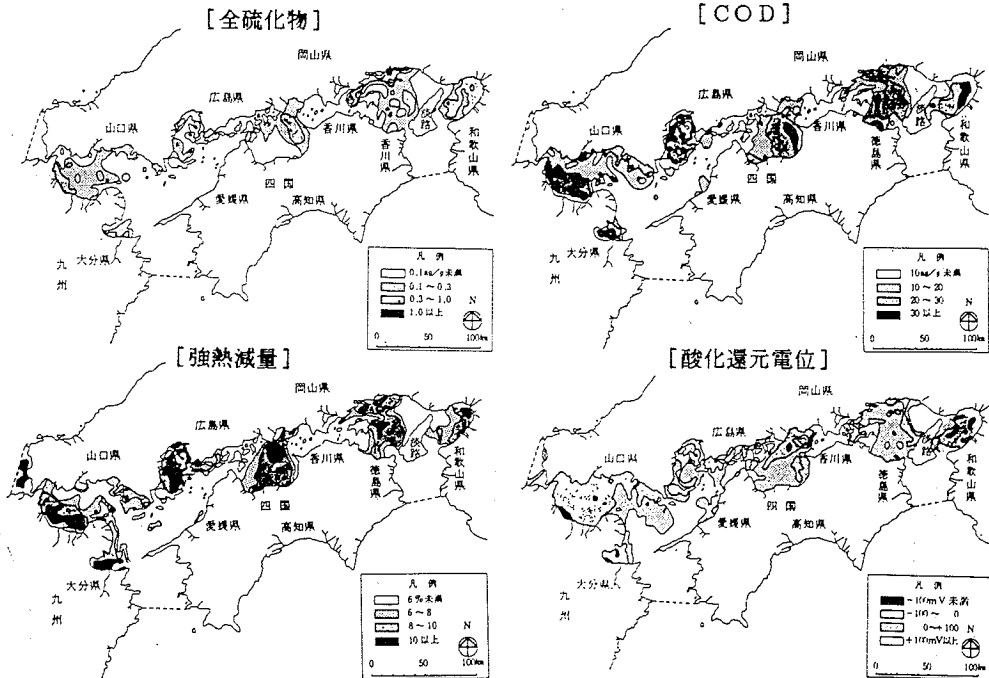 [全硫化物]
岡山県
広島県
山口県
香川県
淡路
香川県
和歌山県
四国
愛媛県
高知県
大分県
九州
凡例
0.1mg/g未満
0.1～0.3
0.3～1.0
1.0以上
N
0 50 100km
[COD]
岡山県
広島県
山口県
香川県
淡路
徳島県
和歌山県
四国
愛媛県
高知県
大分県
九州
凡例
10mg/g未満
10～20
20～30
30以上
N
0 50 100km
[強熱減量]
岡山県
広島県
山口県
香川県
淡路
徳島県
和歌山県
四国
愛媛県
高知県
大分県
九州
凡例
6%未満
6～8
8～10
10以上
N
0 50 100km
[酸化還元電位]
岡山県
広島県
山口県
香川県
淡路
徳島県
和歌山県
四国
愛媛県
高知県
大分県
九州
凡例
-100mV未満
-100～0
0～+100
+100mV以上
N
0 50 100km